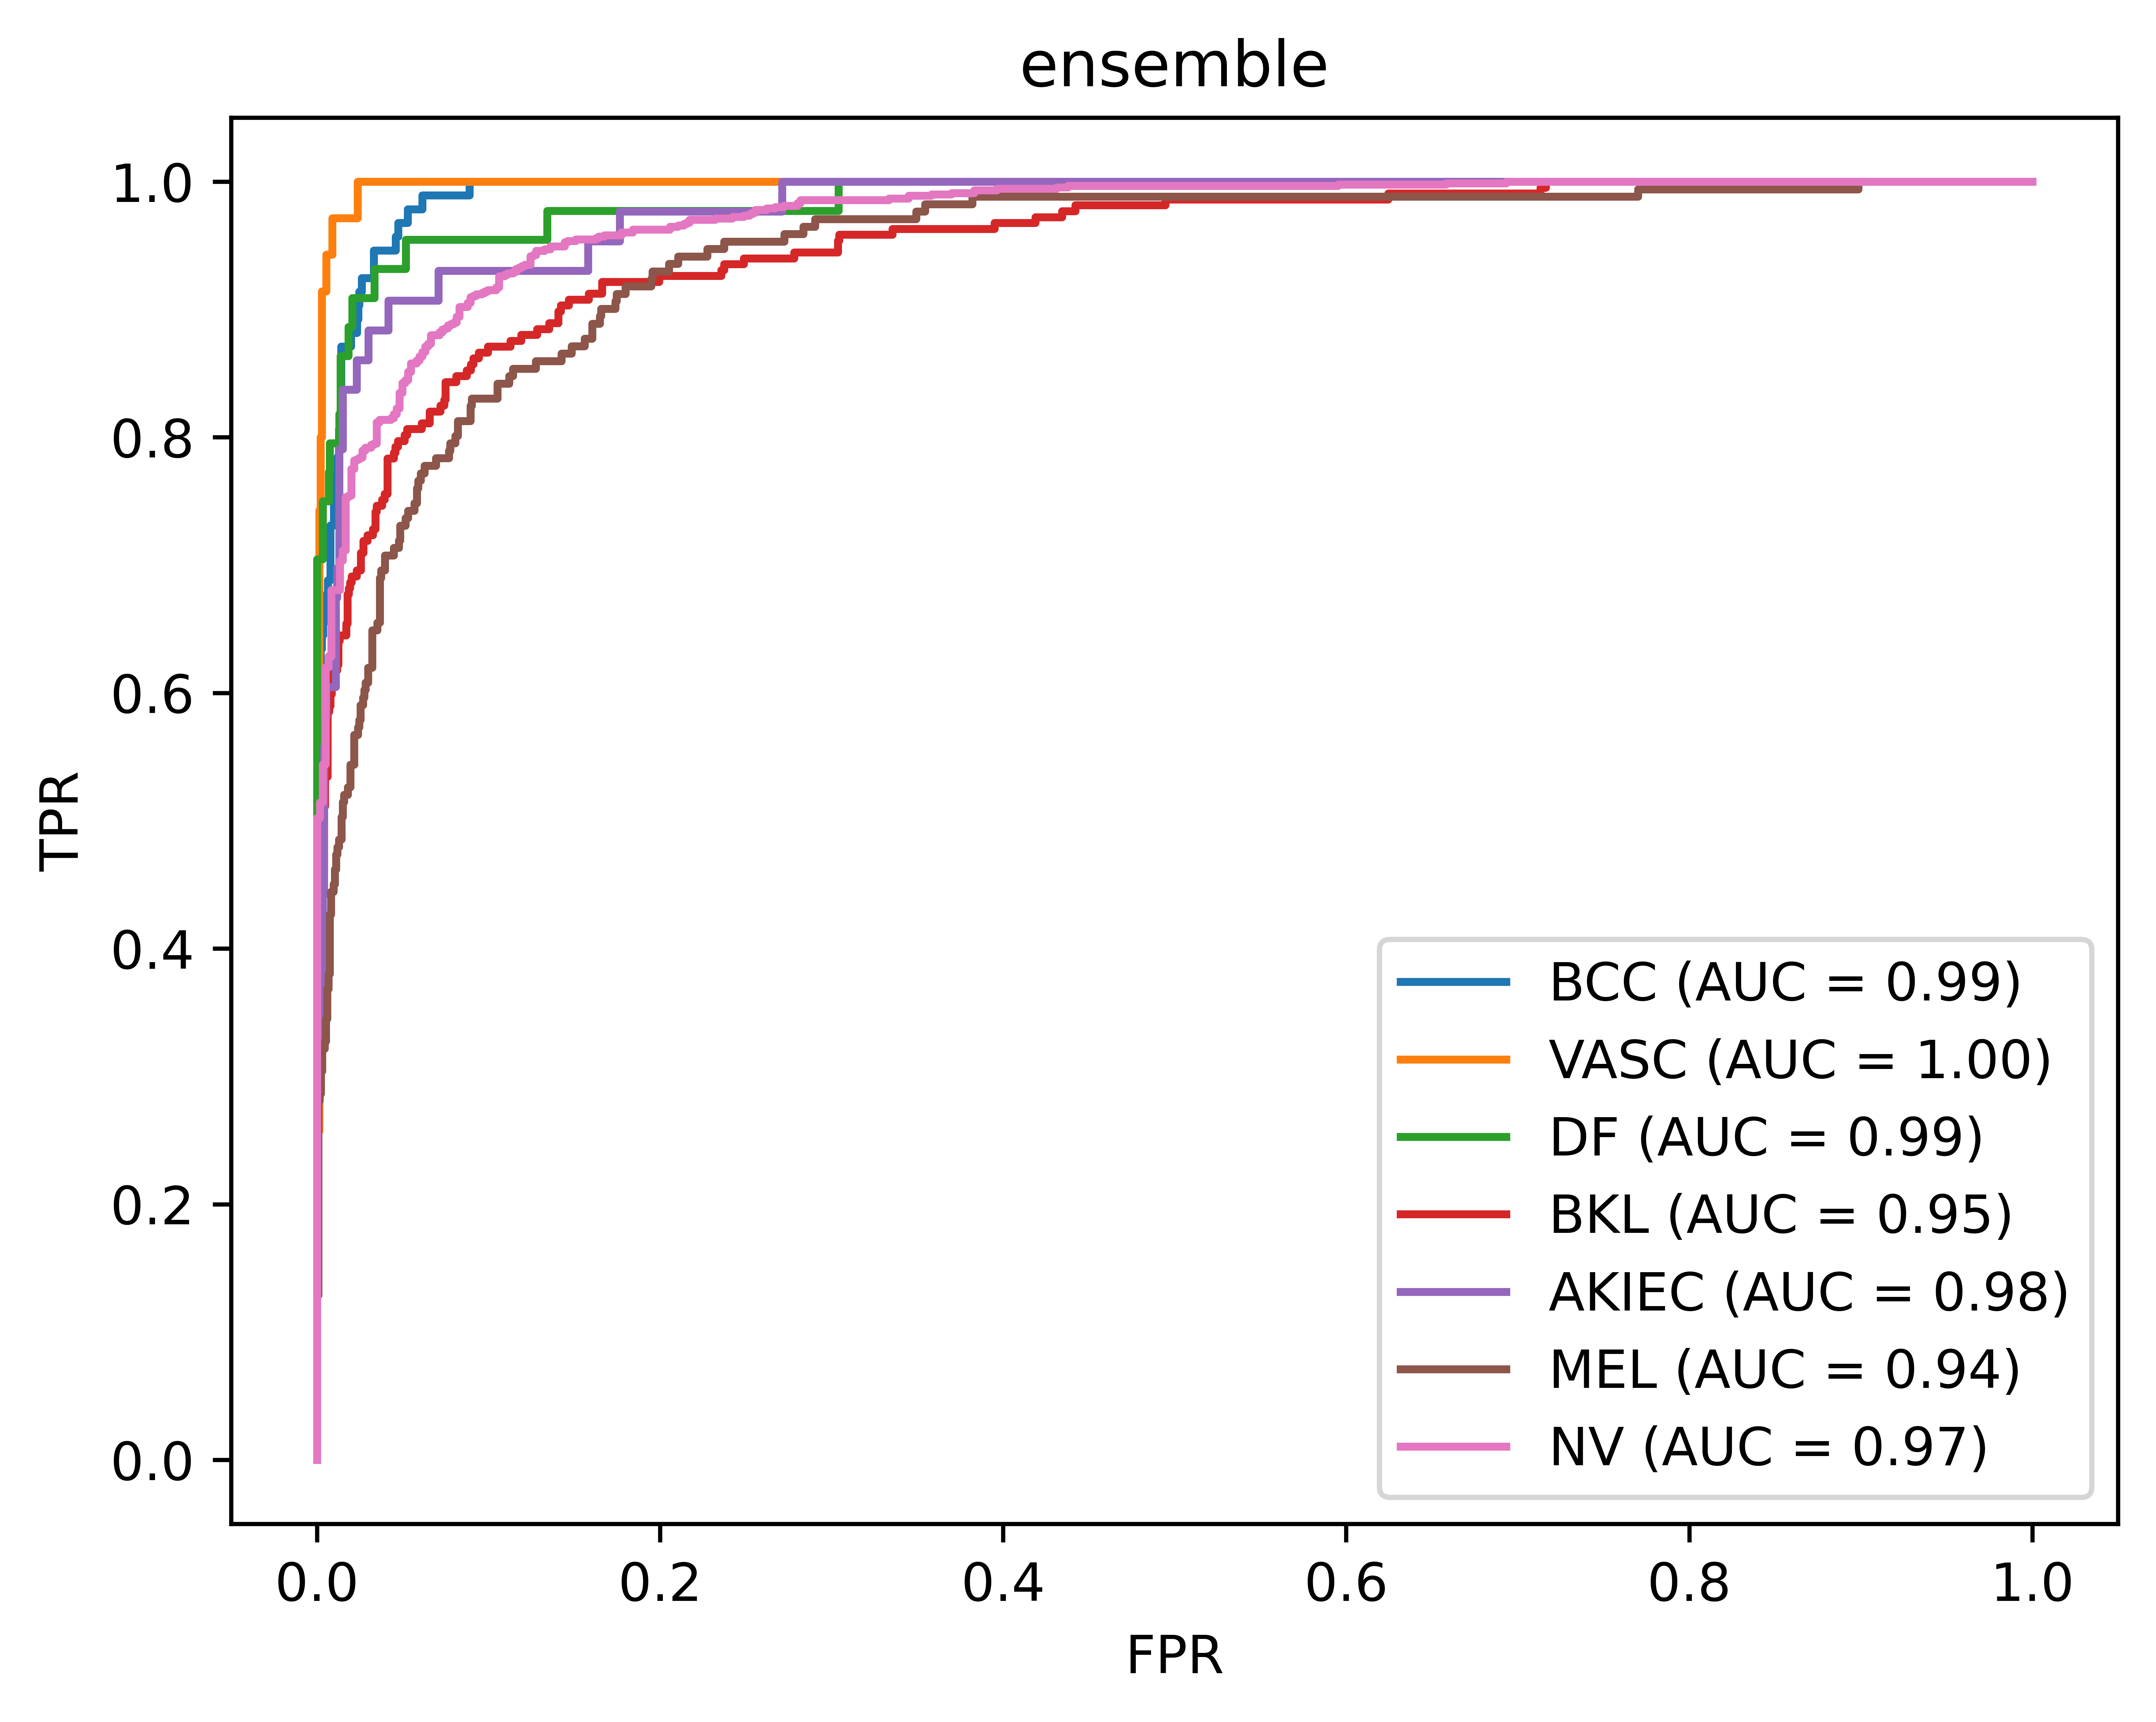 ensemble
1.0
0.8
0.6
0.4
0.2
0.0
TPR
BCC (AUC = 0.99)
VASC (AUC = 1.00)
DF (AUC = 0.99)
BKL (AUC = 0.95)
AKIEC (AUC = 0.98)
MEL (AUC = 0.94)
NV (AUC = 0.97)
0.0 0.2 0.4 0.6 0.8 1.0
FPR